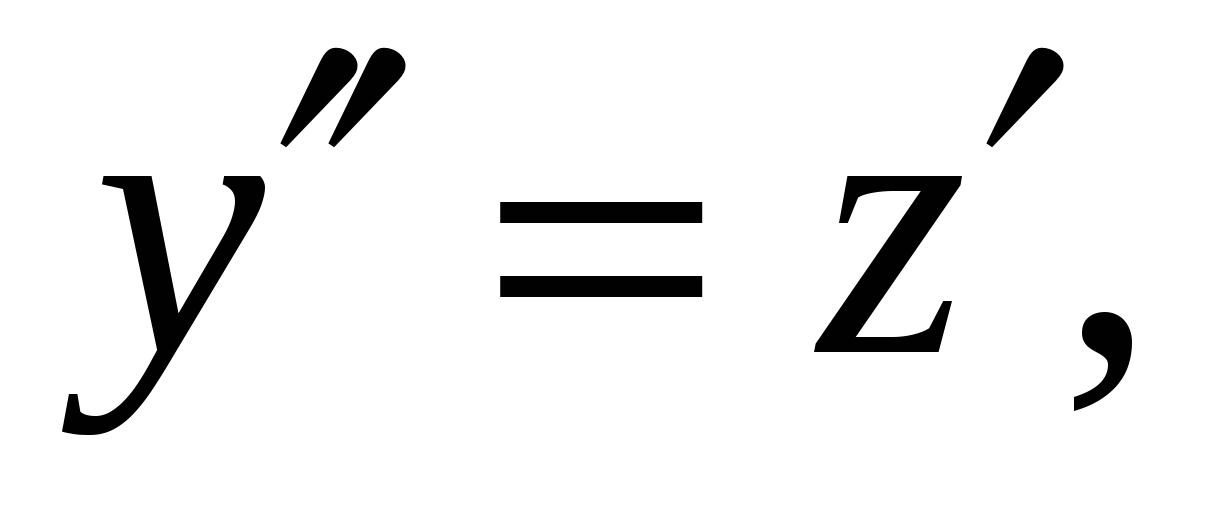 y″ = z′,